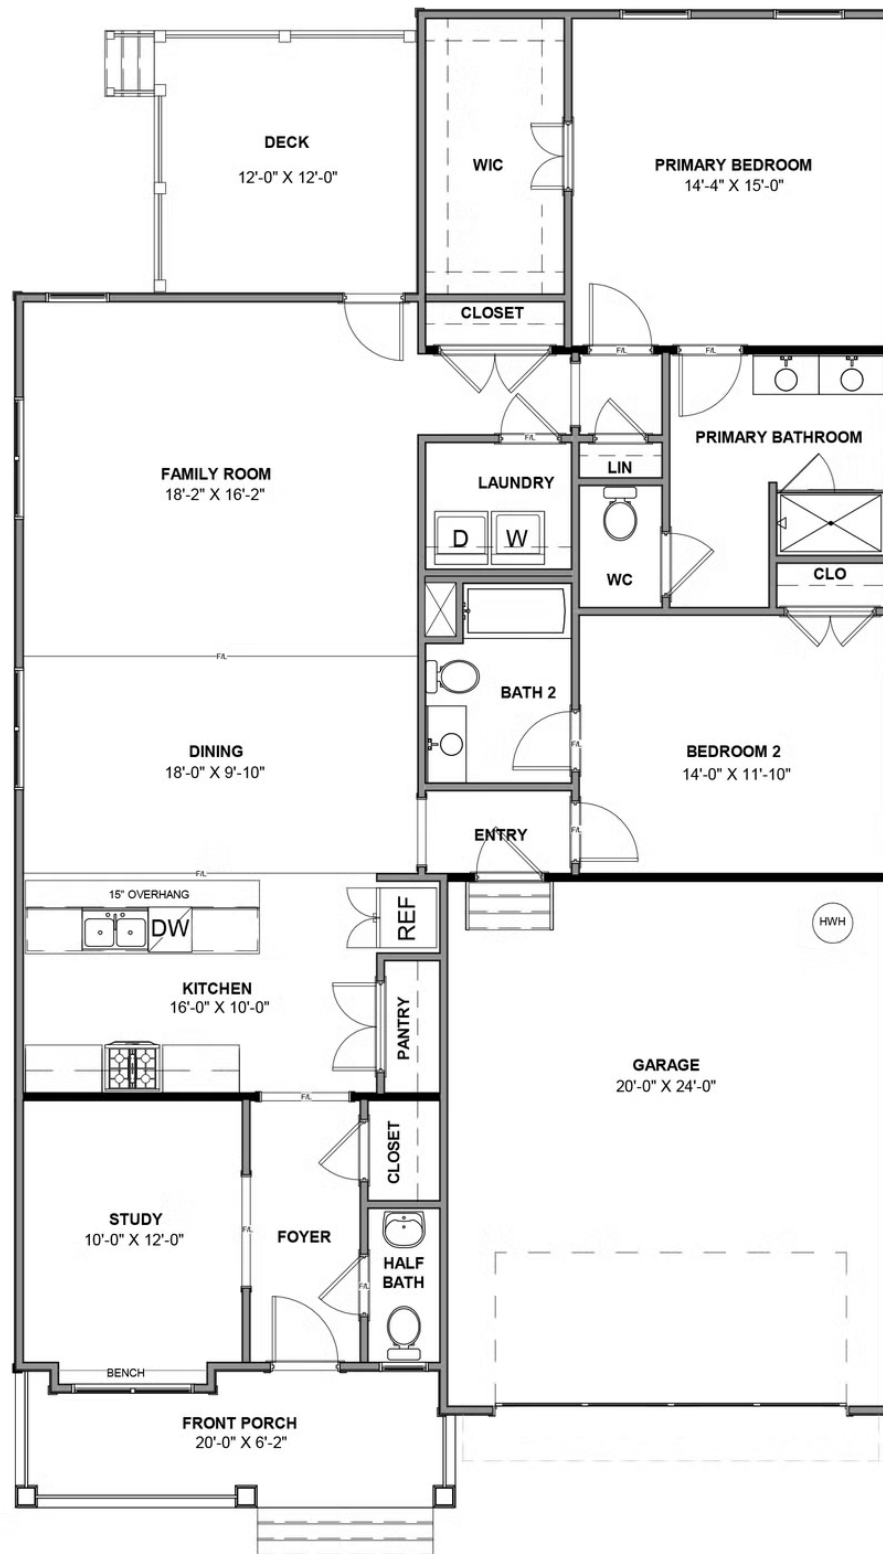 DECK
12'-0" X 12'-0"
WIC
PRIMARY BEDROOM
14'-4" X 15'-0"
CLOSET
F/L
F/L
PRIMARY BATHROOM
F/L
LIN
FAMILY ROOM
18'-2" X 16'-2"
LAUNDRY
D
W
WC
CLO
F/L
BATH 2
DINING
18'-0" X 9'-10"
F/L
BEDROOM 2
14'-0" X 11'-10"
ENTRY
F/L
F/L
15" OVERHANG
DW
REF
HWH
KITCHEN
16'-0" X 10'-0"
PANTRY
GARAGE
20'-0" X 24'-0"
F/L
CLOSET
STUDY
10'-0" X 12'-0"
F/L
FOYER
HALF
BATH
F/L
BENCH
FRONT PORCH
20'-0" X 6'-2"